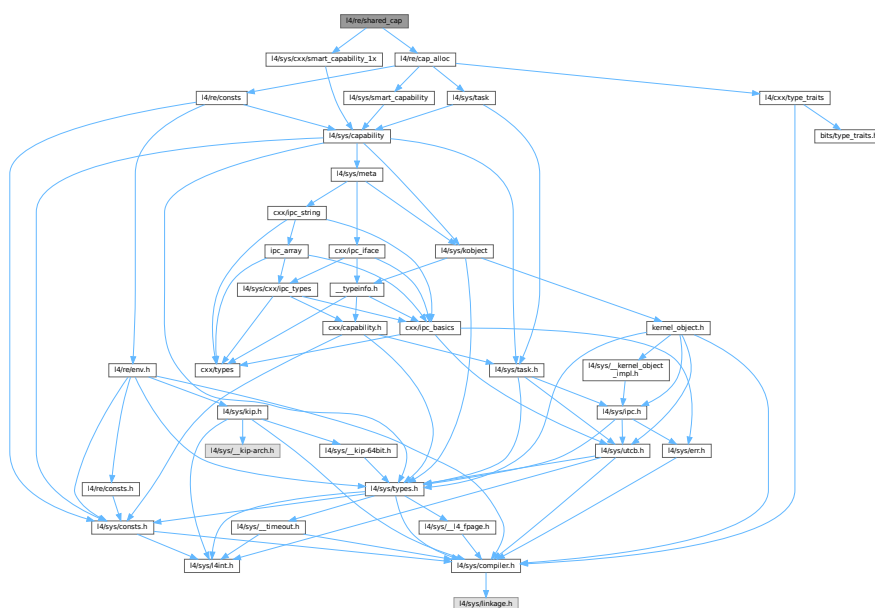 l4/re/shared_cap
l4/sys/cxx/smart_capability_1x
l4/re/cap_alloc
l4/re/consts
l4/sys/smart_capability
l4/sys/task
l4/cxx/type_traits
l4/sys/capability
bits/type_traits.h
l4/sys/meta
cxx/ipc_string
ipc_array
cxx/ipc_iface
l4/sys/kobject
l4/sys/cxx/ipc_types
__typeinfo.h
cxx/capability.h
cxx/ipc_basics
kernel_object.h
l4/re/env.h
cxx/types
l4/sys/task.h
l4/sys/__kernel_object
_impl.h
l4/sys/kip.h
l4/sys/ipc.h
l4/sys/__kip-arch.h
l4/sys/__kip-64bit.h
l4/sys/utcb.h
l4/sys/err.h
l4/re/consts.h
l4/sys/types.h
l4/sys/consts.h
l4/sys/__timeout.h
l4/sys/__l4_fpage.h
l4/sys/l4int.h
l4/sys/compiler.h
l4/sys/linkage.h